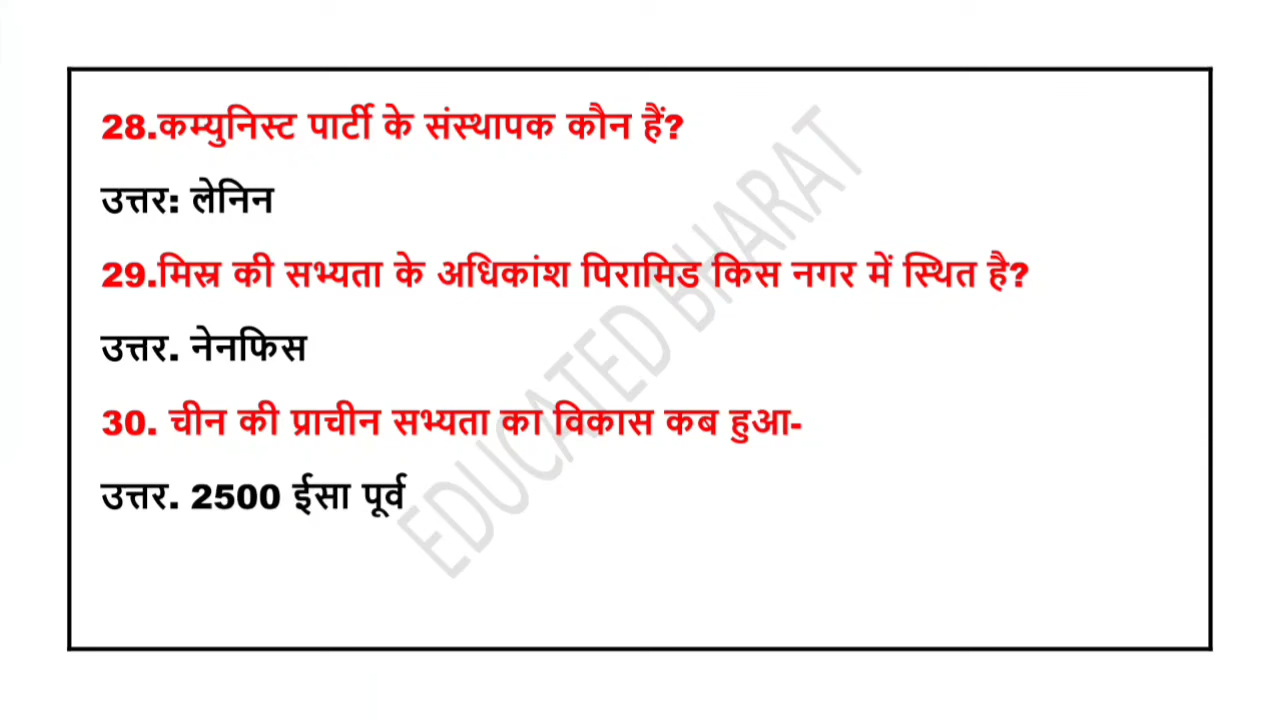 28.कम्युनिस्ट पार्टी के संस्थापक कौन हैं?
उत्तर: लेनिन
29.मिस्र की सभ्यता के अधिकांश पिरामिड किस नगर में स्थित है?
उत्तर. नेनफिस
30. चीन की प्राचीन सभ्यता का विकास कब हुआ-
उत्तर. 2500 ईसा पूर्व
EDUCATED BHARAT